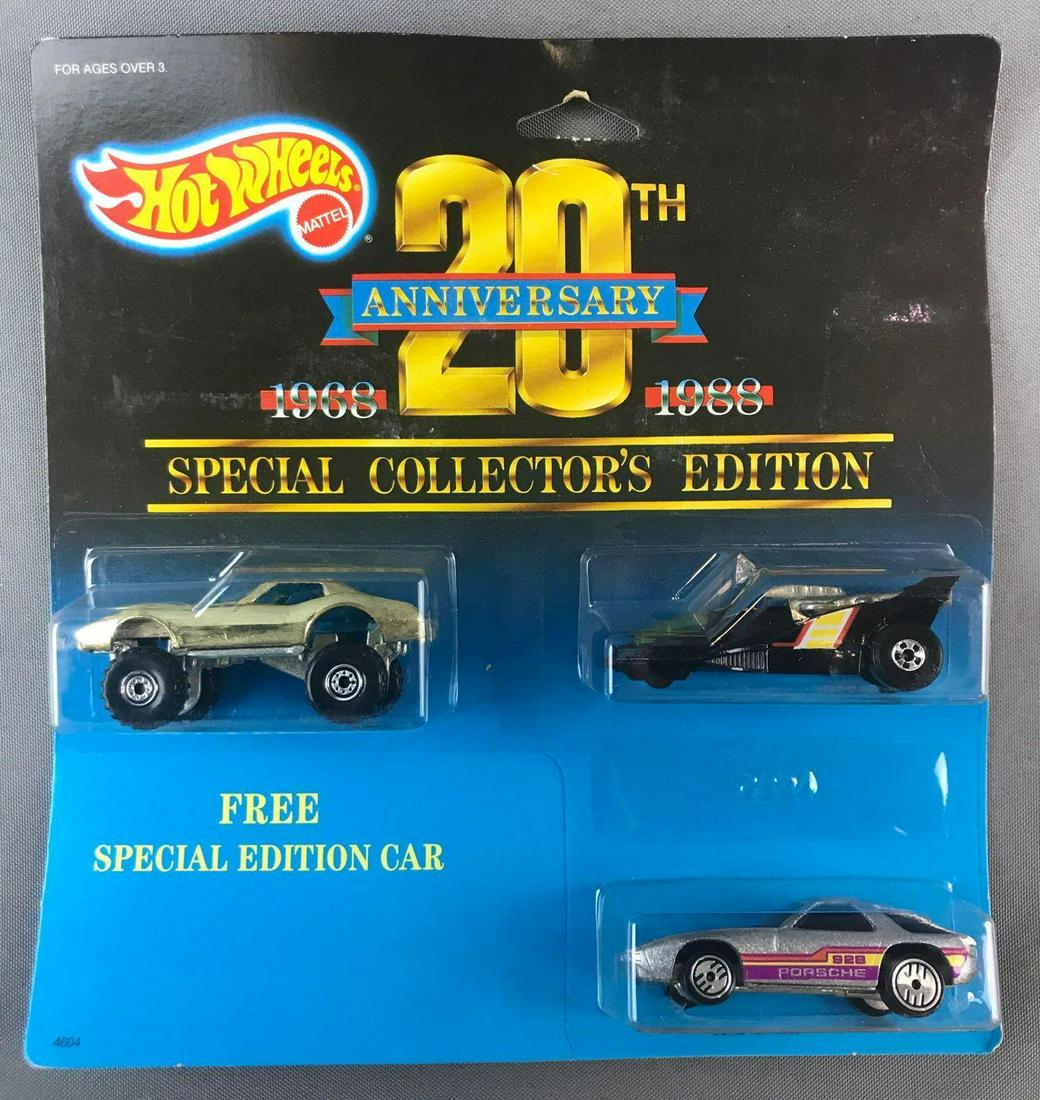 FOR AGES OVER 3.
HOT WHEELS®
MATTEL
®
20TH
ANNIVERSARY
1968 1988
SPECIAL COLLECTOR'S EDITION
FREE
SPECIAL EDITION CAR
928
PORSCHE
4604